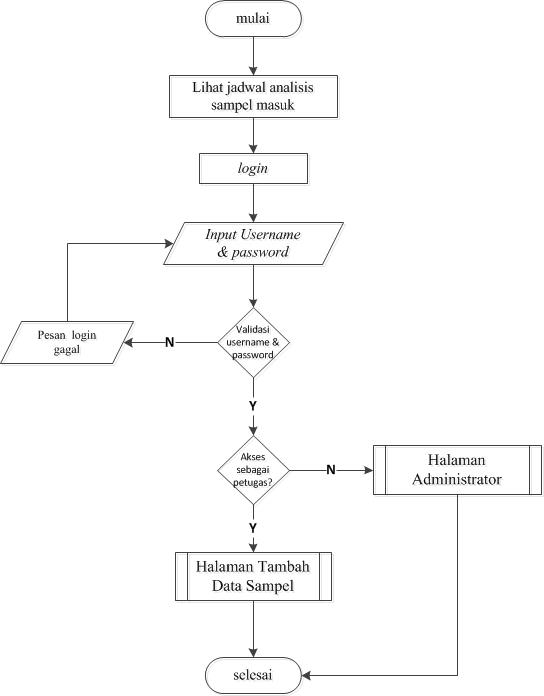 mulai
Lihat jadwal analisis
sampel masuk
login
Input Username
& password
Validasi
username &
password
Pesan login
gagal
N
Y
Akses
sebagai
petugas?
N
Halaman
Administrator
Y
Halaman Tambah
Data Sampel
selesai